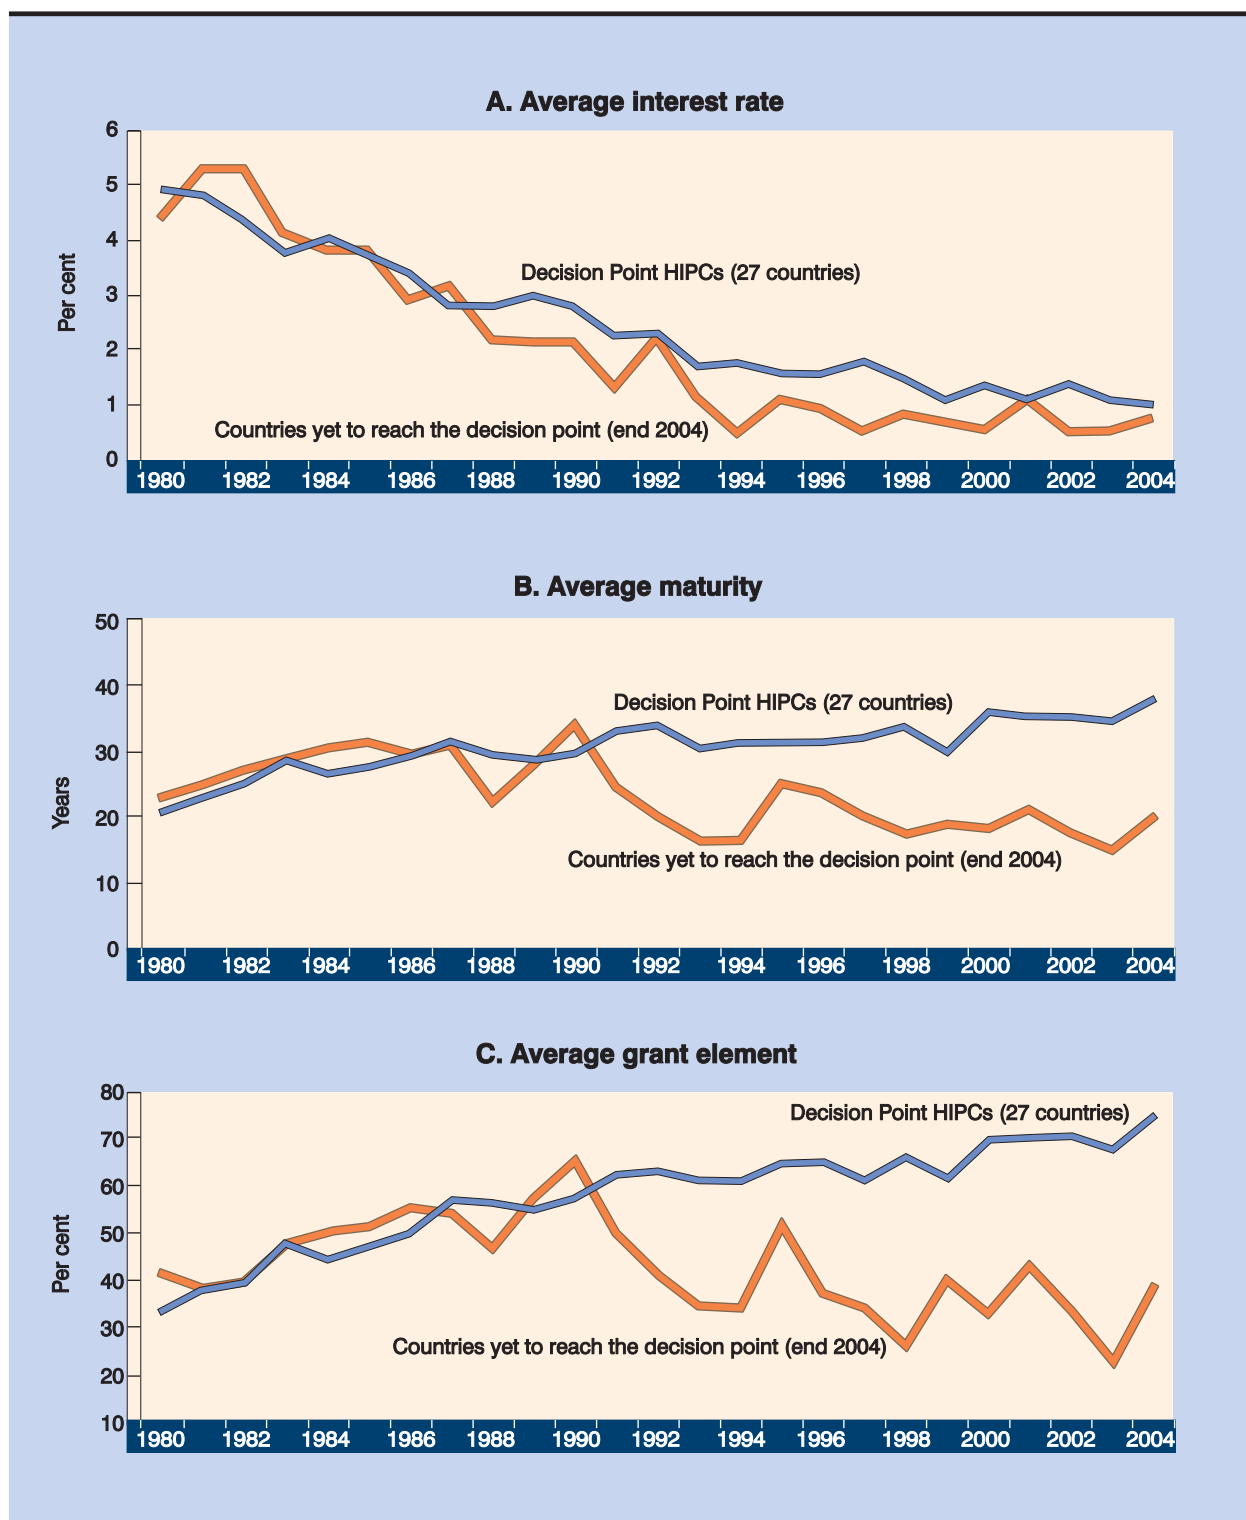 A. Average interest rate
6
5
4
3
2
1
0
Per cent
Decision Point HIPCs (27 countries)
Countries yet to reach the decision point (end 2004)
1980 1982 1984 1986 1988 1990 1992 1994 1996 1998 2000 2002 2004
B. Average maturity
50
40
30
20
10
0
Years
Decision Point HIPCs (27 countries)
Countries yet to reach the decision point (end 2004)
1980 1982 1984 1986 1988 1990 1992 1994 1996 1998 2000 2002 2004
C. Average grant element
80
70
60
50
40
30
20
10
Per cent
Decision Point HIPCs (27 countries)
Countries yet to reach the decision point (end 2004)
1980 1982 1984 1986 1988 1990 1992 1994 1996 1998 2000 2002 2004